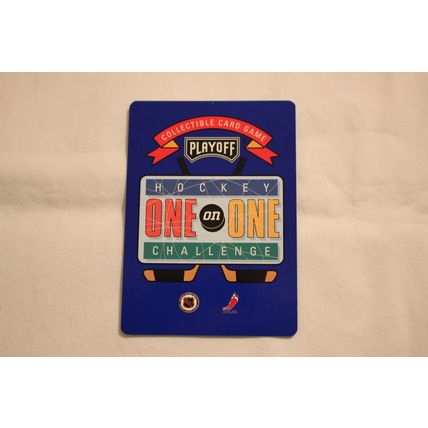 COLLECTIBLE CARD GAME
PLAYOFF
HOCKEY
ONE on ONE
CHALLENGE